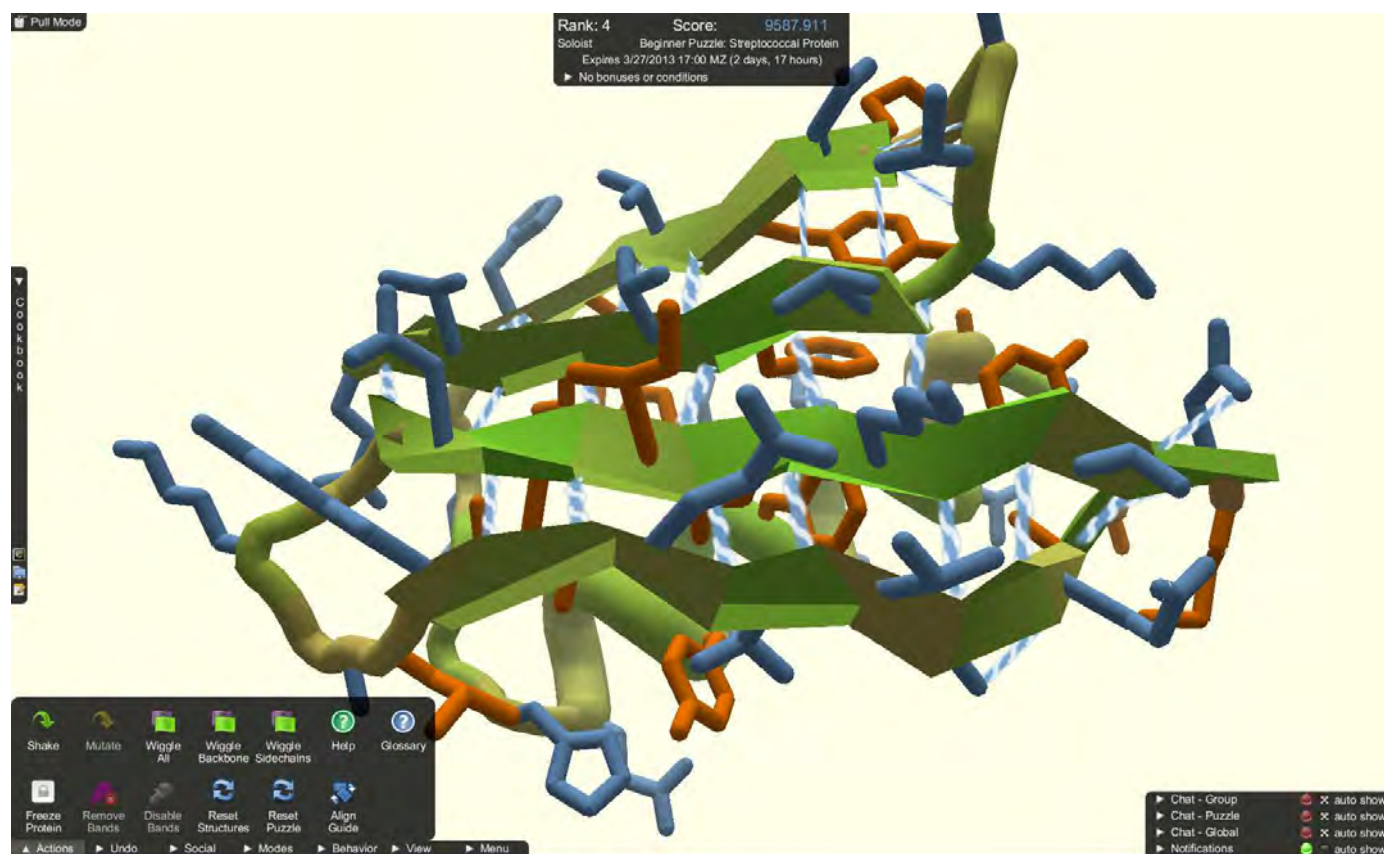 Pull Mode
Rank: 4 Score: 9587.911
Soloist Beginner Puzzle: Streptococcal Protein
Expires 3/27/2013 17:00 MZ (2 days, 17 hours)
▶ No bonuses or conditions
▼ Cookbook
Shake Mutate Wiggle All Wiggle Backbone Wiggle Sidechains Help Glossary
Freeze Protein Remove Bands Disable Bands Reset Structures Reset Puzzle Align Guide
▲ Actions ▶ Undo ▶ Social ▶ Modes ▶ Behavior ▶ View ▶ Menu
▶ Chat - Group auto show
▶ Chat - Puzzle auto show
▶ Chat - Global auto show
▶ Notifications auto show